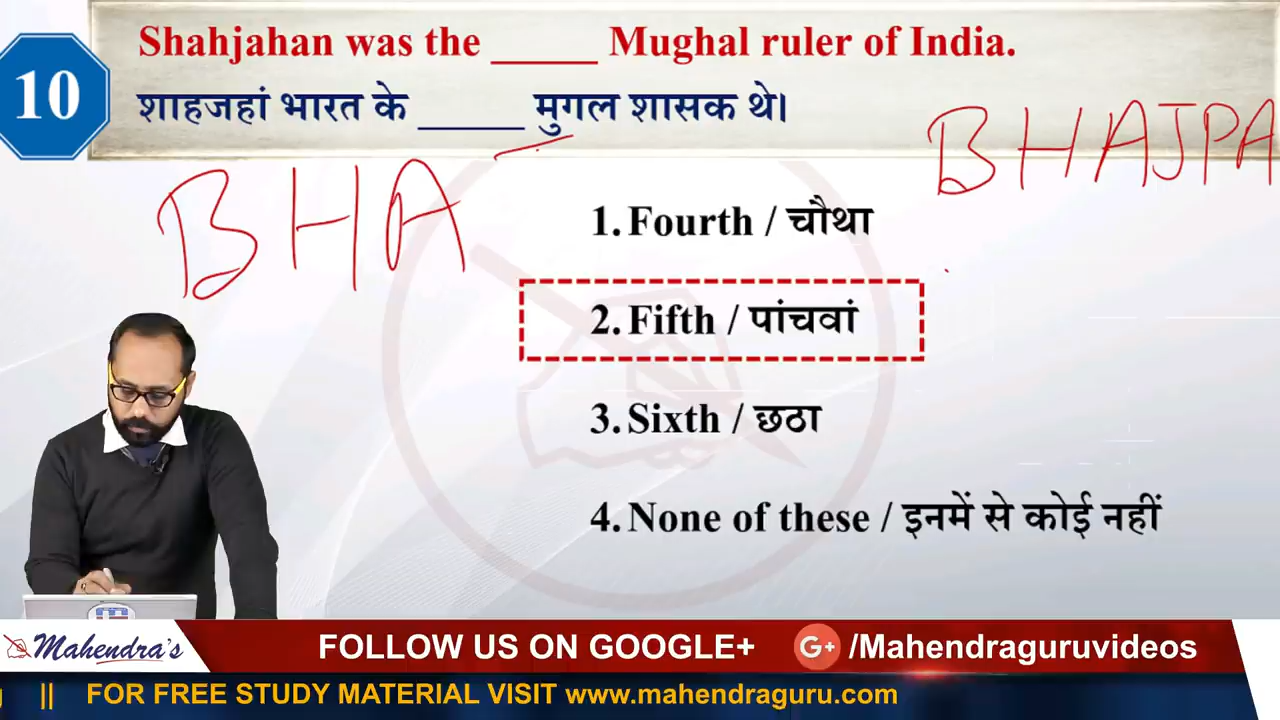 Shahjahan was the _____ Mughal ruler of India.
10
शाहजहां भारत के _____ मुगल शासक थे।
BHAJPA
BHA
1. Fourth / चौथा
2. Fifth / पांचवां
3. Sixth / छठा
4. None of these / इनमें से कोई नहीं
Mahendra's
FOLLOW US ON GOOGLE+
G+ /Mahendraguruvideos
|| FOR FREE STUDY MATERIAL VISIT www.mahendraguru.com